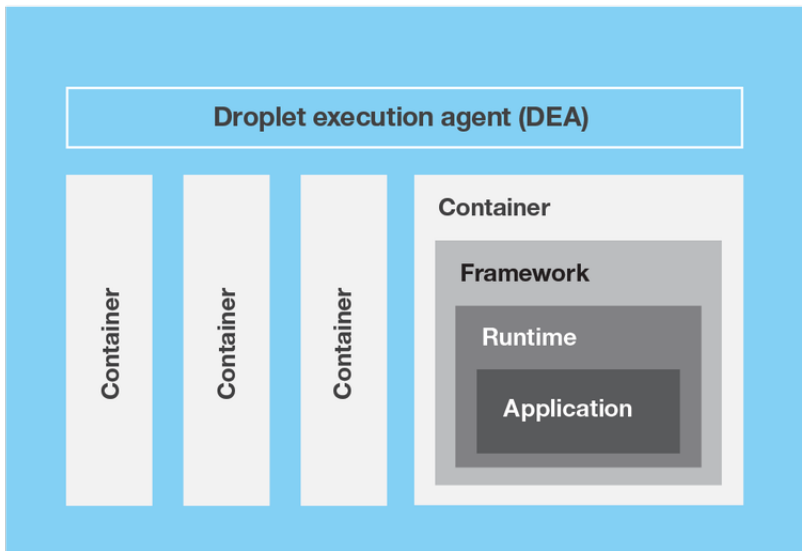 Droplet execution agent (DEA)
Container
Container
Container
Container
Framework
Runtime
Application